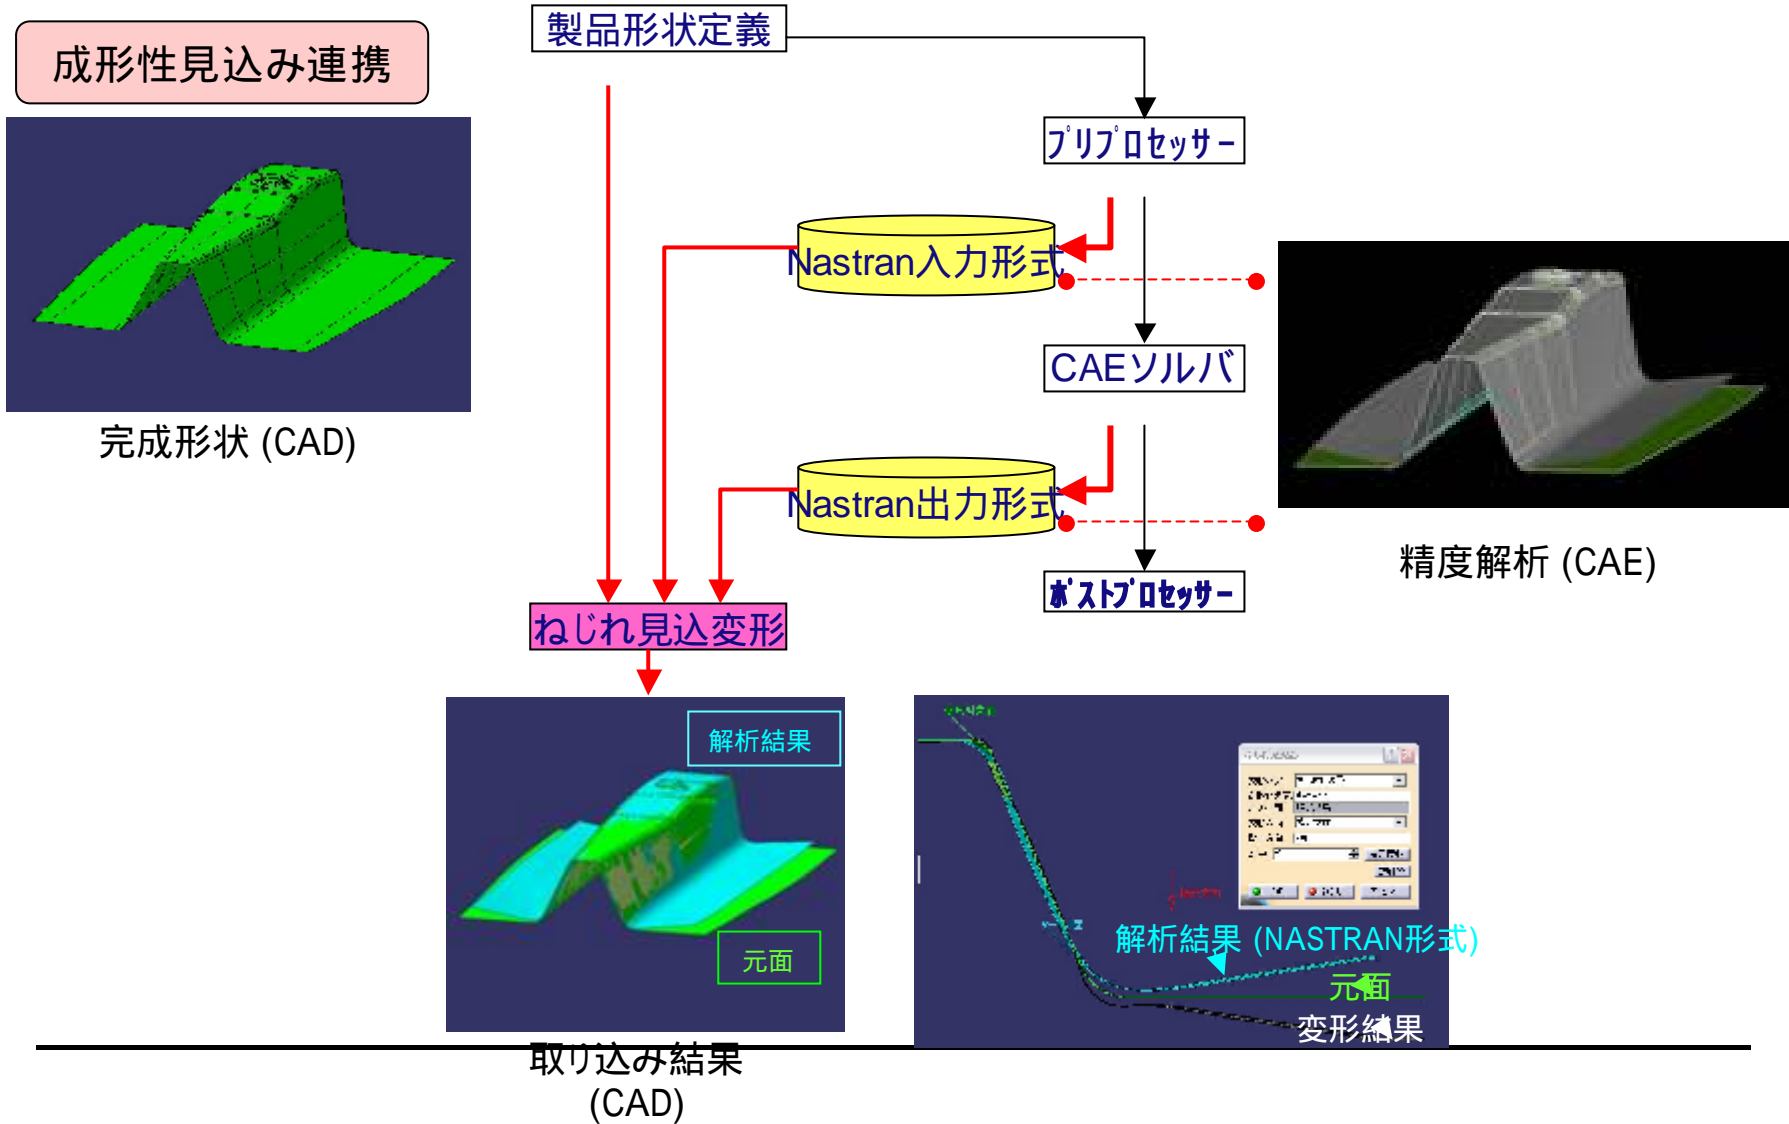 成形性見込み連携
製品形状定義
ﾌﾟﾘﾌﾟﾛｾｯｻｰ
Nastran入力形式
CAEソルバ
完成形状 (CAD)
Nastran出力形式
精度解析 (CAE)
ﾎﾟｽﾄﾌﾟﾛｾｯｻｰ
ねじれ見込変形
解析結果
元面
解析結果 (NASTRAN形式)
元面
変形結果
取り込み結果
(CAD)